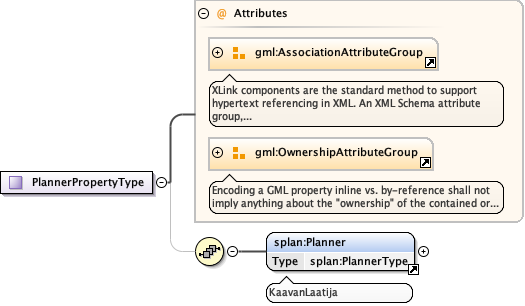 @ Attributes
gml:AssociationAttributeGroup
XLink components are the standard method to support
hypertext referencing in XML. An XML Schema attribute
group,...
gml:OwnershipAttributeGroup
Encoding a GML property inline vs. by-reference shall not
imply anything about the "ownership" of the contained or...
PlannerPropertyType
splan:Planner
Type splan:PlannerType
KaavanLaatija